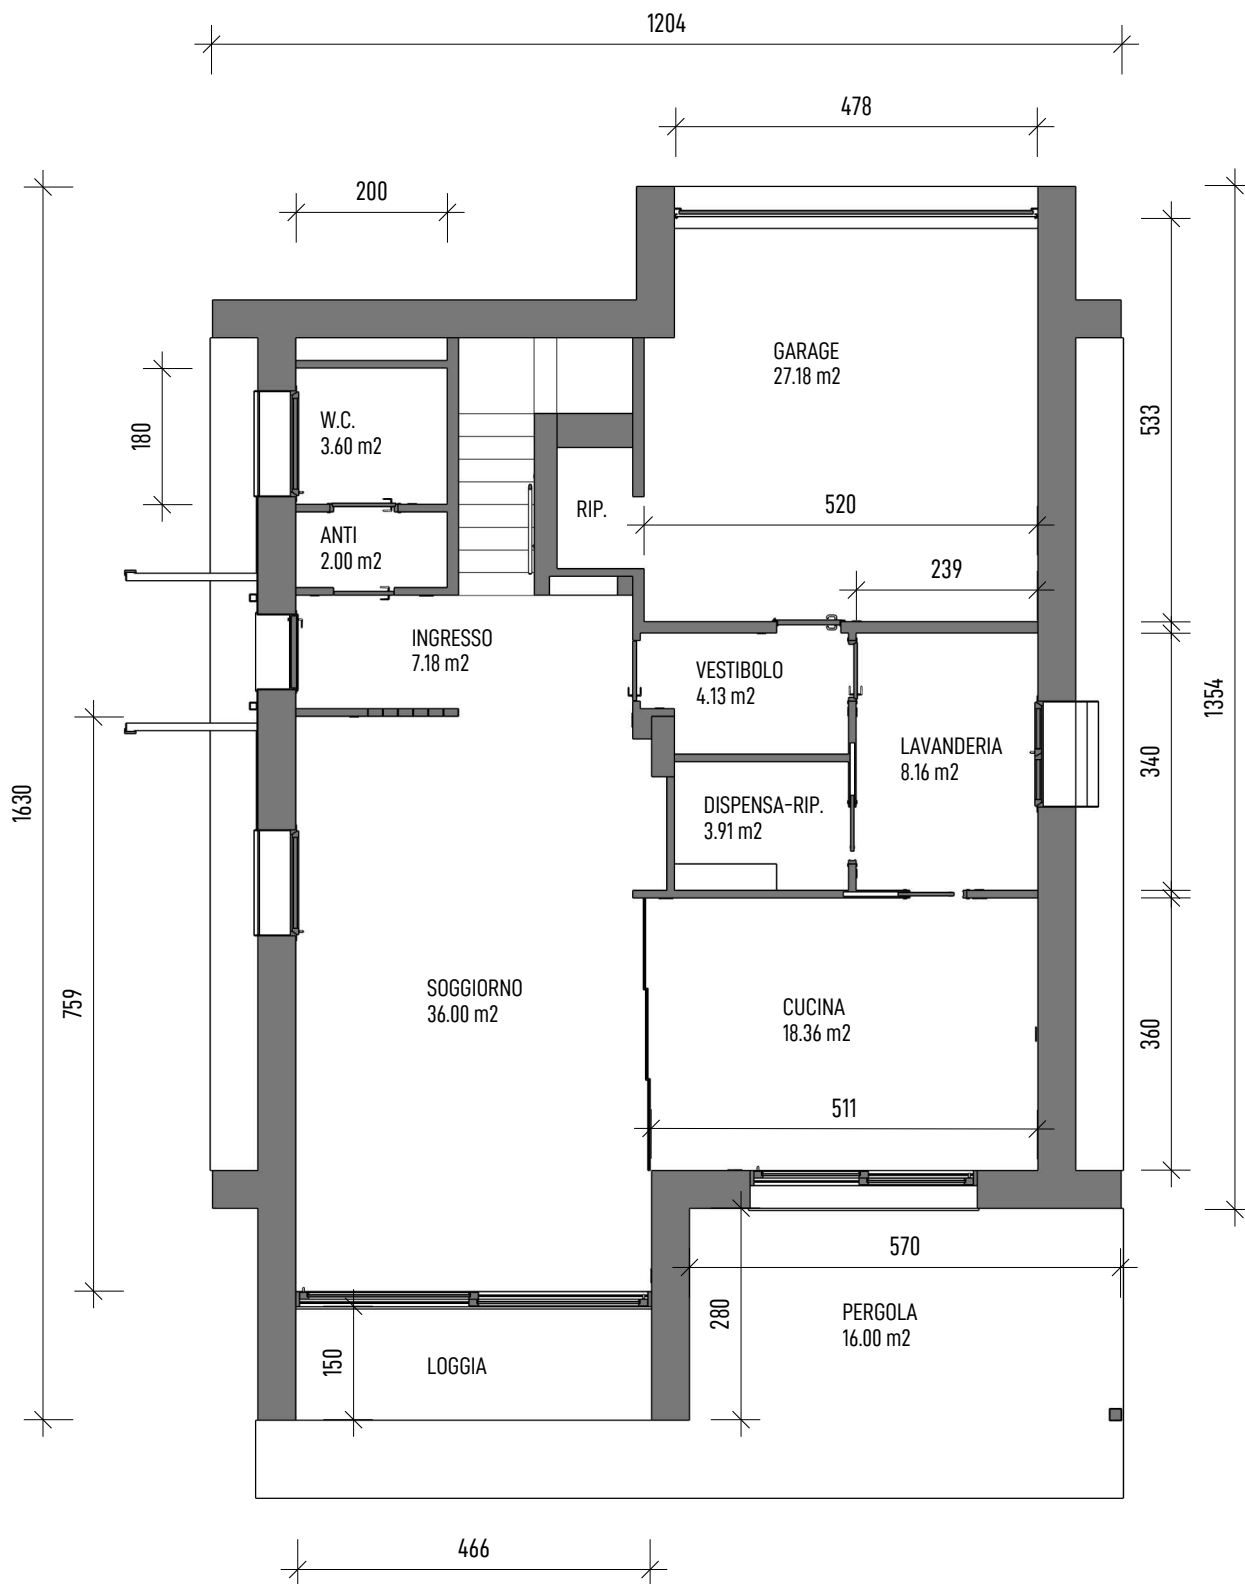 1204
478
200
GARAGE
27.18 m2
W.C.
3.60 m2
180
533
RIP.
520
ANTI
2.00 m2
239
INGRESSO
7.18 m2
VESTIBOLO
4.13 m2
1354
LAVANDERIA
8.16 m2
340
1630
DISPENSA-RIP.
3.91 m2
759
SOGGIORNO
36.00 m2
CUCINA
18.36 m2
360
511
570
280
PERGOLA
16.00 m2
150
LOGGIA
466